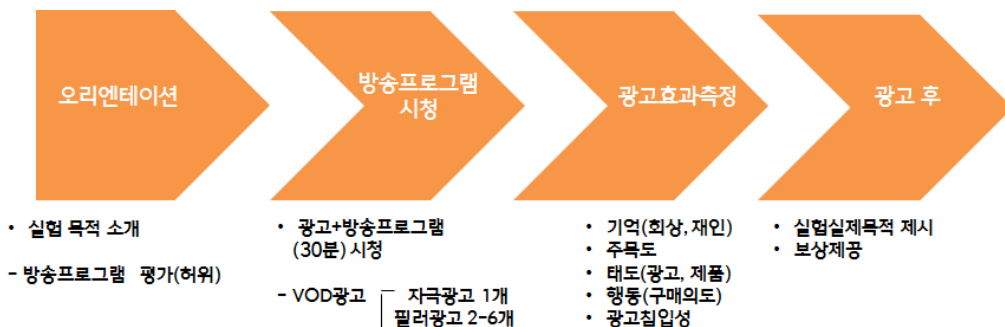 오리엔테이션
방송프로그램
시청
광고효과측정
광고 후
• 실험 목적 소개
- 방송프로그램 평가(허위)
• 광고+방송프로그램
(30분) 시청
- VOD광고 자극광고 1개
필러광고 2-6개
• 기억(회상, 재인)
• 주목도
• 태도(광고, 제품)
• 행동(구매의도)
• 광고침입성
• 실험실제목적 제시
• 보상제공